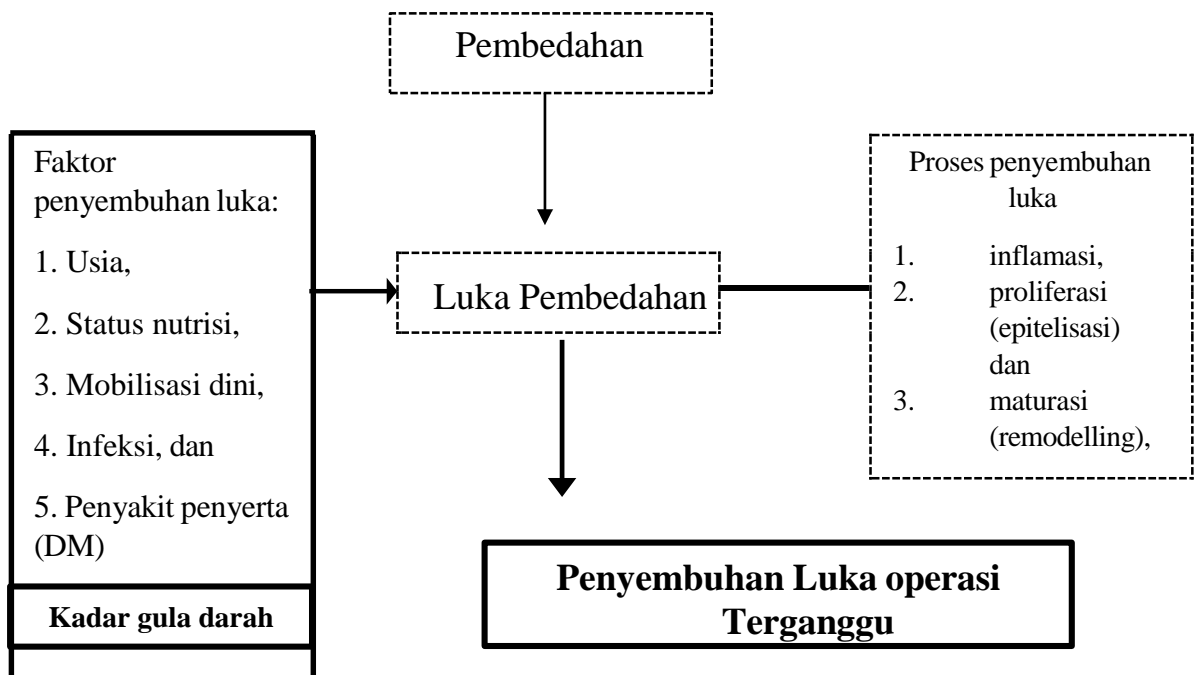 Pembedahan
Faktor
penyembuhan luka:
1. Usia,
2. Status nutrisi,
3. Mobilisasi dini,
4. Infeksi, dan
5. Penyakit penyerta
(DM)
Kadar gula darah
Luka Pembedahan
Proses penyembuhan
luka
1. inflamasi,
2. proliferasi
(epitelisasi)
dan
3. maturasi
(remodelling),
Penyembuhan Luka operasi
Terganggu